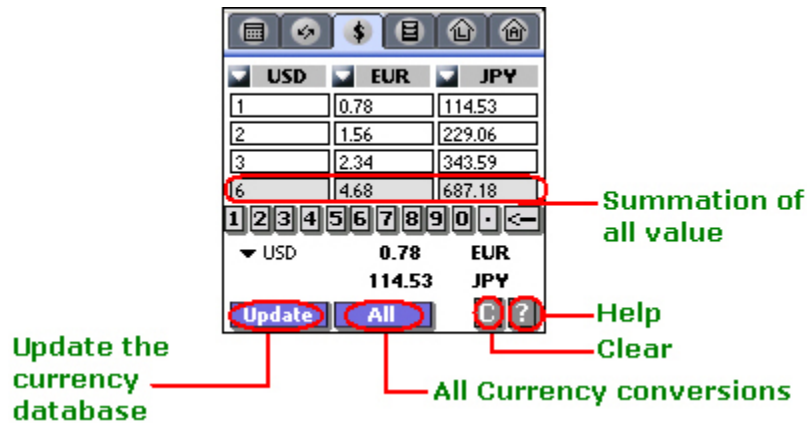 $
L
A
USD EUR JPY
1 0.78 114.53
2 1.56 229.06
3 2.34 343.59
6 4.68 687.18
Summation of
all value
1 2 3 4 5 6 7 8 9 0 . <-
USD 0.78 EUR
114.53 JPY
Update All C ?
Help
Clear
Update the
currency
database
All Currency conversions